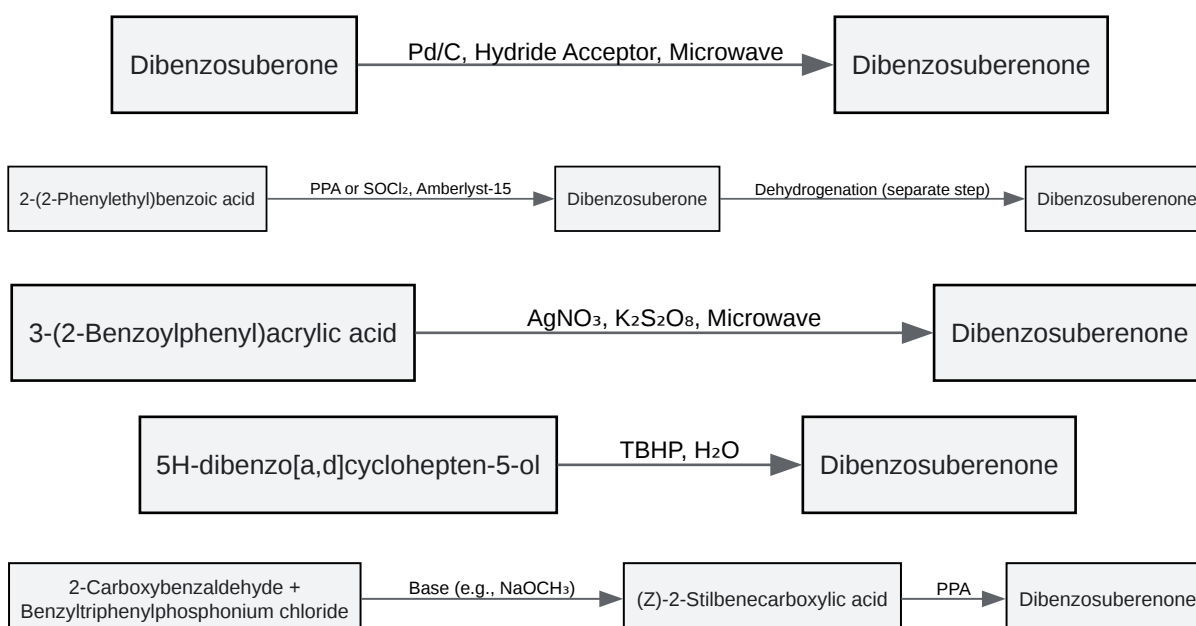 Dibenzosuberone
Pd/C, Hydride Acceptor, Microwave
Dibenzosuberenone
2-(2-Phenylethyl)benzoic acid
PPA or SOCl₂, Amberlyst-15
Dibenzosuberone
Dehydrogenation (separate step)
Dibenzosuberenone
3-(2-Benzoylphenyl)acrylic acid
AgNO₃, K₂S₂O₈, Microwave
Dibenzosuberenone
5H-dibenzo[a,d]cyclohepten-5-ol
TBHP, H₂O
Dibenzosuberenone
2-Carboxybenzaldehyde +
Benzyltriphenylphosphonium chloride
Base (e.g., NaOCH₃)
(Z)-2-Stilbenecarboxylic acid
PPA
Dibenzosuberenone